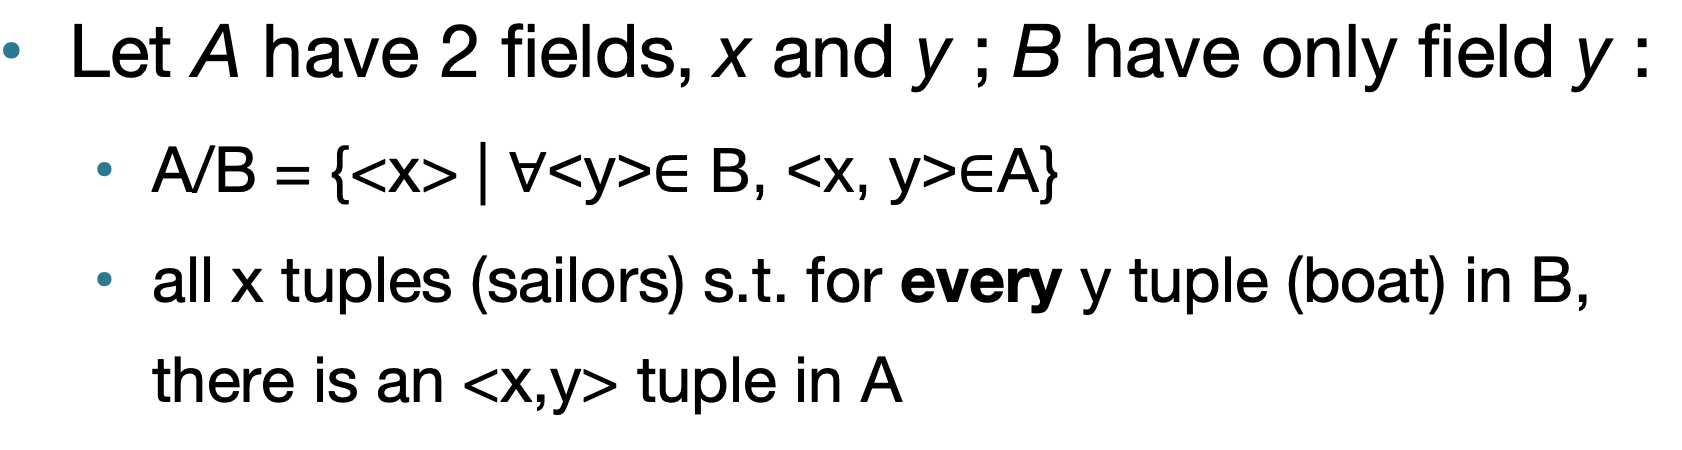 • Let A have 2 fields, x and y ; B have only field y :
• A/B = {<x> | ∀<y>∈ B, <x, y>∈A}
• all x tuples (sailors) s.t. for every y tuple (boat) in B,
there is an <x,y> tuple in A